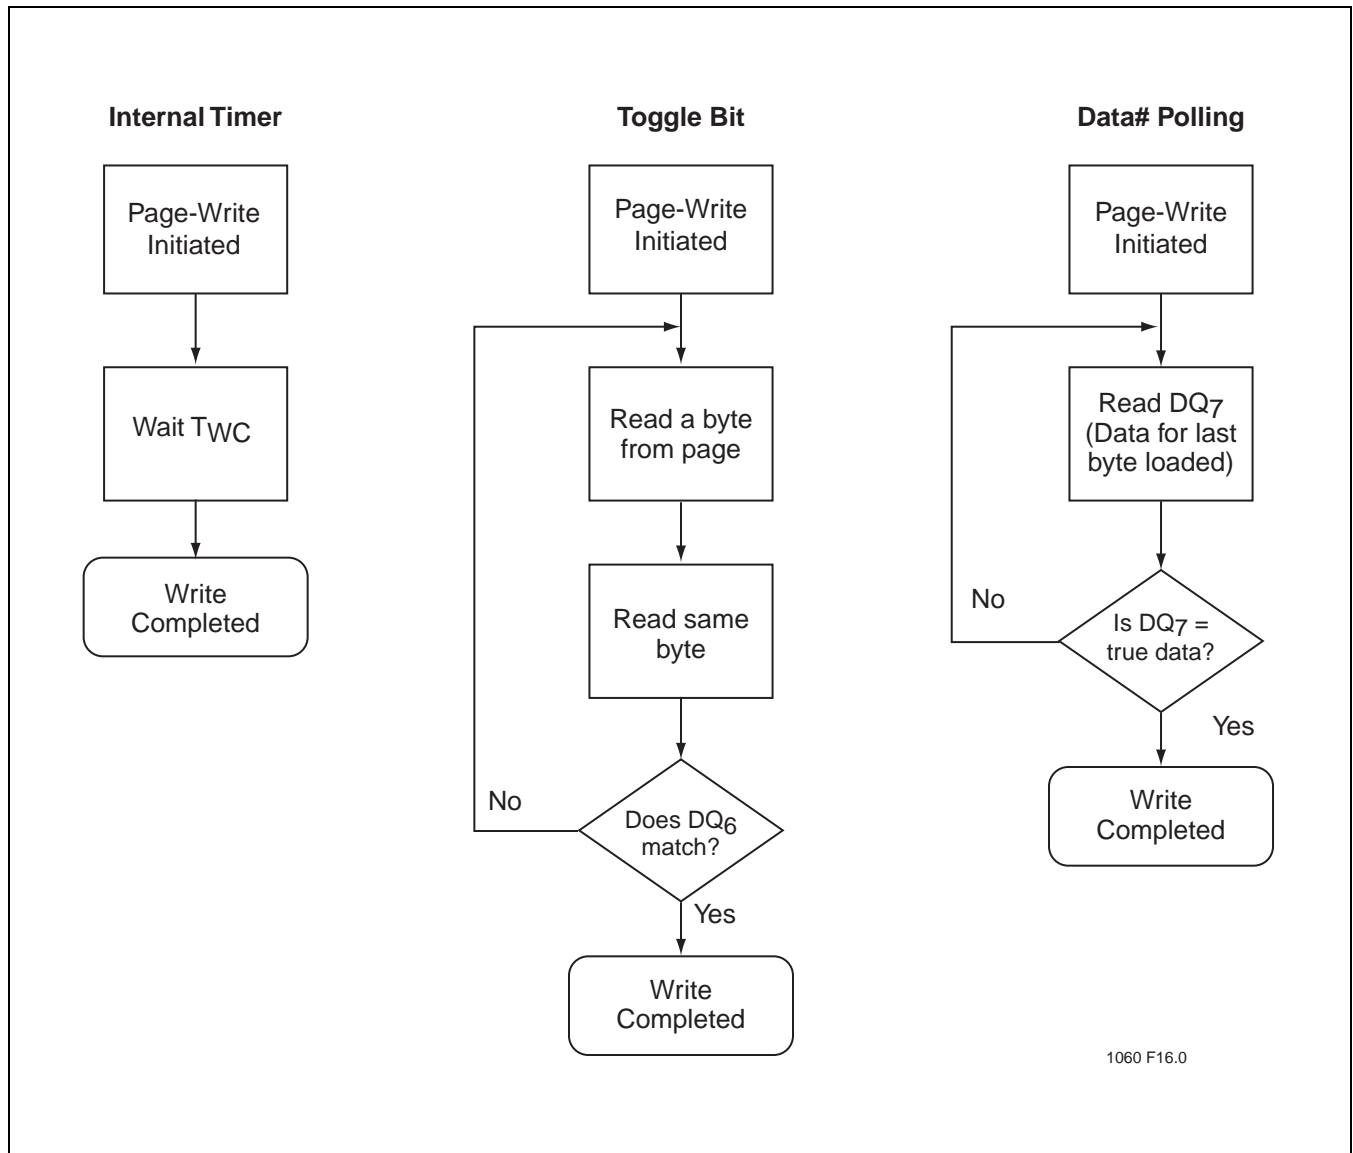 Internal Timer
Page-Write
Initiated
Wait TWC
Write
Completed
Toggle Bit
Page-Write
Initiated
Read a byte
from page
Read same
byte
No
Does DQ6
match?
Yes
Write
Completed
Data# Polling
Page-Write
Initiated
Read DQ7
(Data for last
byte loaded)
No
Is DQ7 =
true data?
Yes
Write
Completed
1060 F16.0